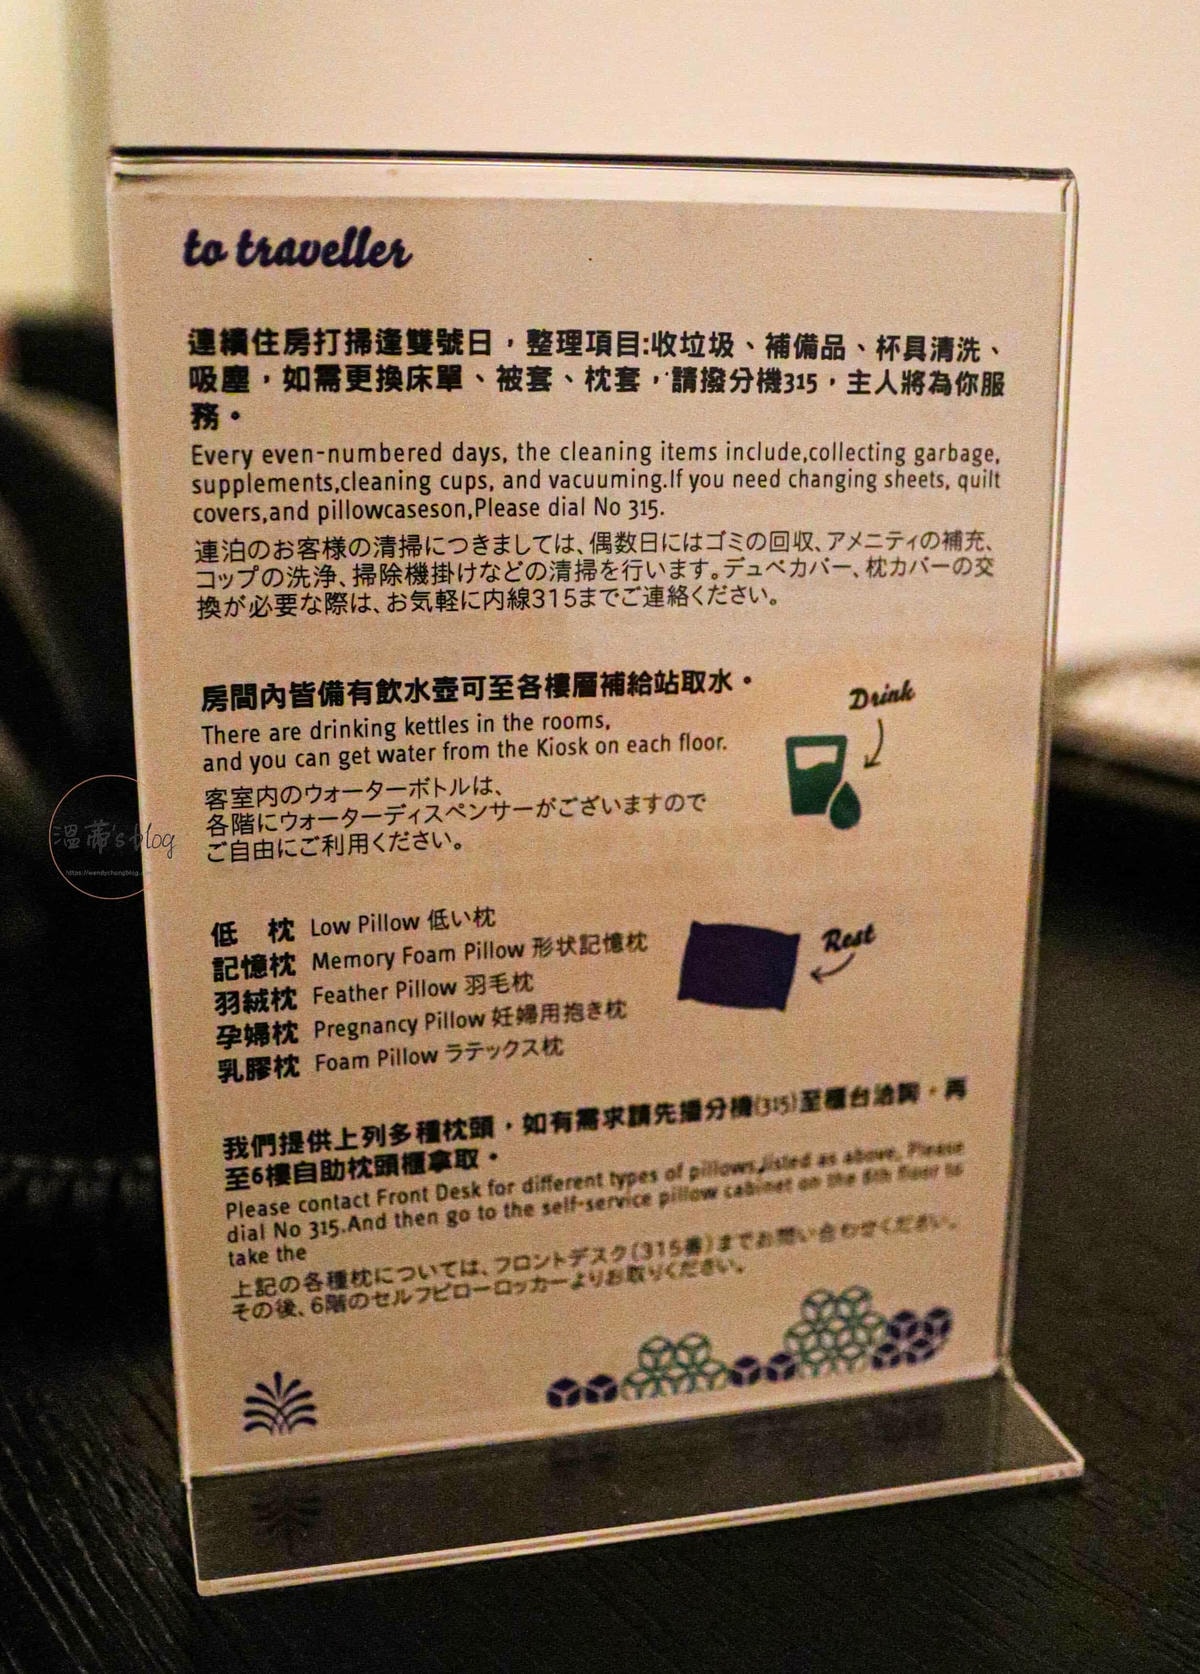 to traveller
連續住房打掃逢雙號日，整理項目:收垃圾、補備品、杯具清洗、
吸塵，如需更換床單、被套、枕套，請撥分機315，主人將為你服
務。
Every even-numbered days, the cleaning items include,collecting garbage,
supplements,cleaning cups, and vacuuming.If you need changing sheets, quilt
covers,and pillowcaseson,Please dial No 315.
連泊のお客様の清掃につきましては、偶数日にはゴミの回収、アメニティの補充、
コップの洗浄、掃除機掛けなどの清掃を行います。デュベカバー、枕カバーの交
換が必要な際は、お気軽に内線315までご連絡ください。
房間內皆備有飲水壺可至各樓層補給站取水。
There are drinking kettles in the rooms,
and you can get water from the Kiosk on each floor.
客室内のウォーターボトルは、
各階にウォーターディスペンサーがございますので
ご自由にご利用ください。
Drink
低　枕 Low Pillow 低い枕
記憶枕 Memory Foam Pillow 形状記憶枕
羽絨枕 Feather Pillow 羽毛枕
孕婦枕 Pregnancy Pillow 妊婦用抱き枕
乳膠枕 Foam Pillow ラテックス枕
Rest
我們提供上列多種枕頭，如有需求請先播分機(315)至櫃台洽詢，再
至6樓自助枕頭櫃拿取。
Please contact Front Desk for different types of pillows,listed as above, Please
dial No 315.And then go to the self-service pillow cabinet on the 6th floor to
take the
上記の各種枕については、フロントデスク(315番)までお問い合わせください。
その後、6階のセルフピローロッカーよりお取りください。
溫蒂's blog